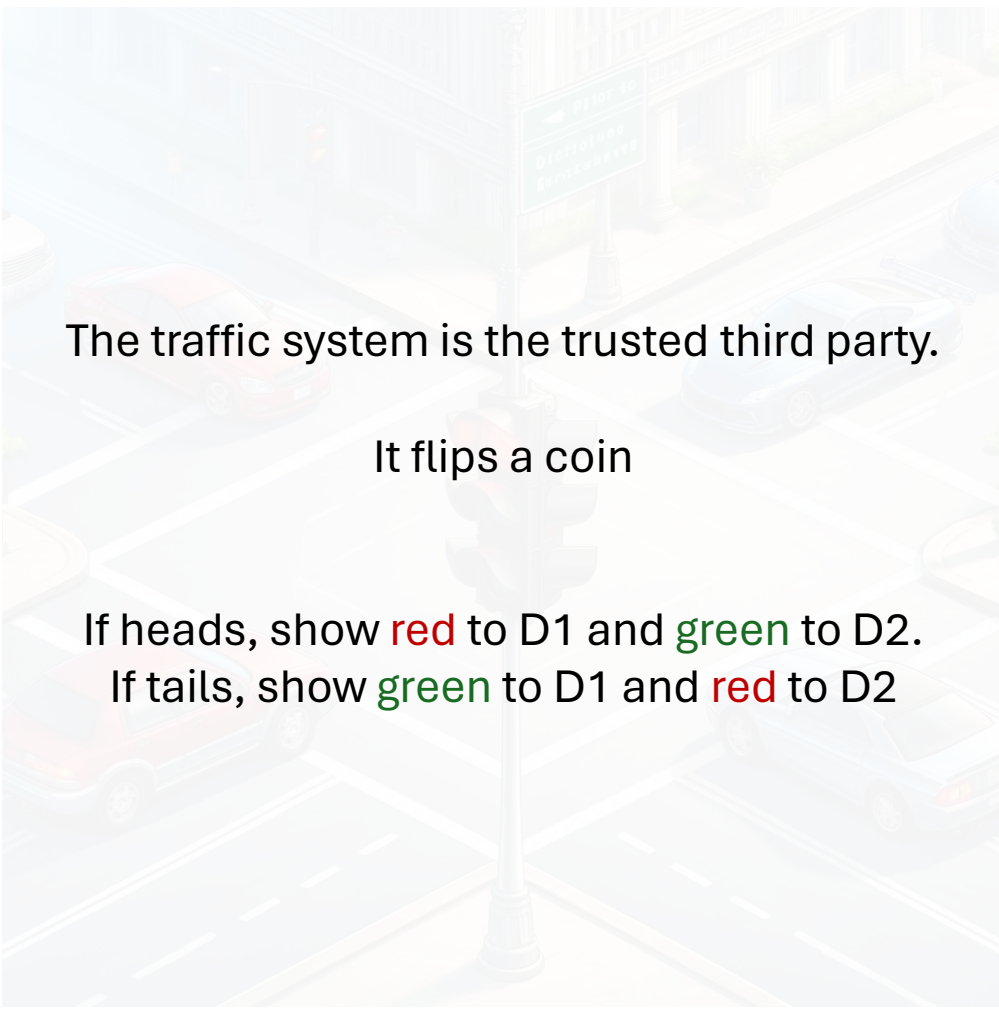 The traffic system is the trusted third party.
It flips a coin
If heads, show red to D1 and green to D2.
If tails, show green to D1 and red to D2